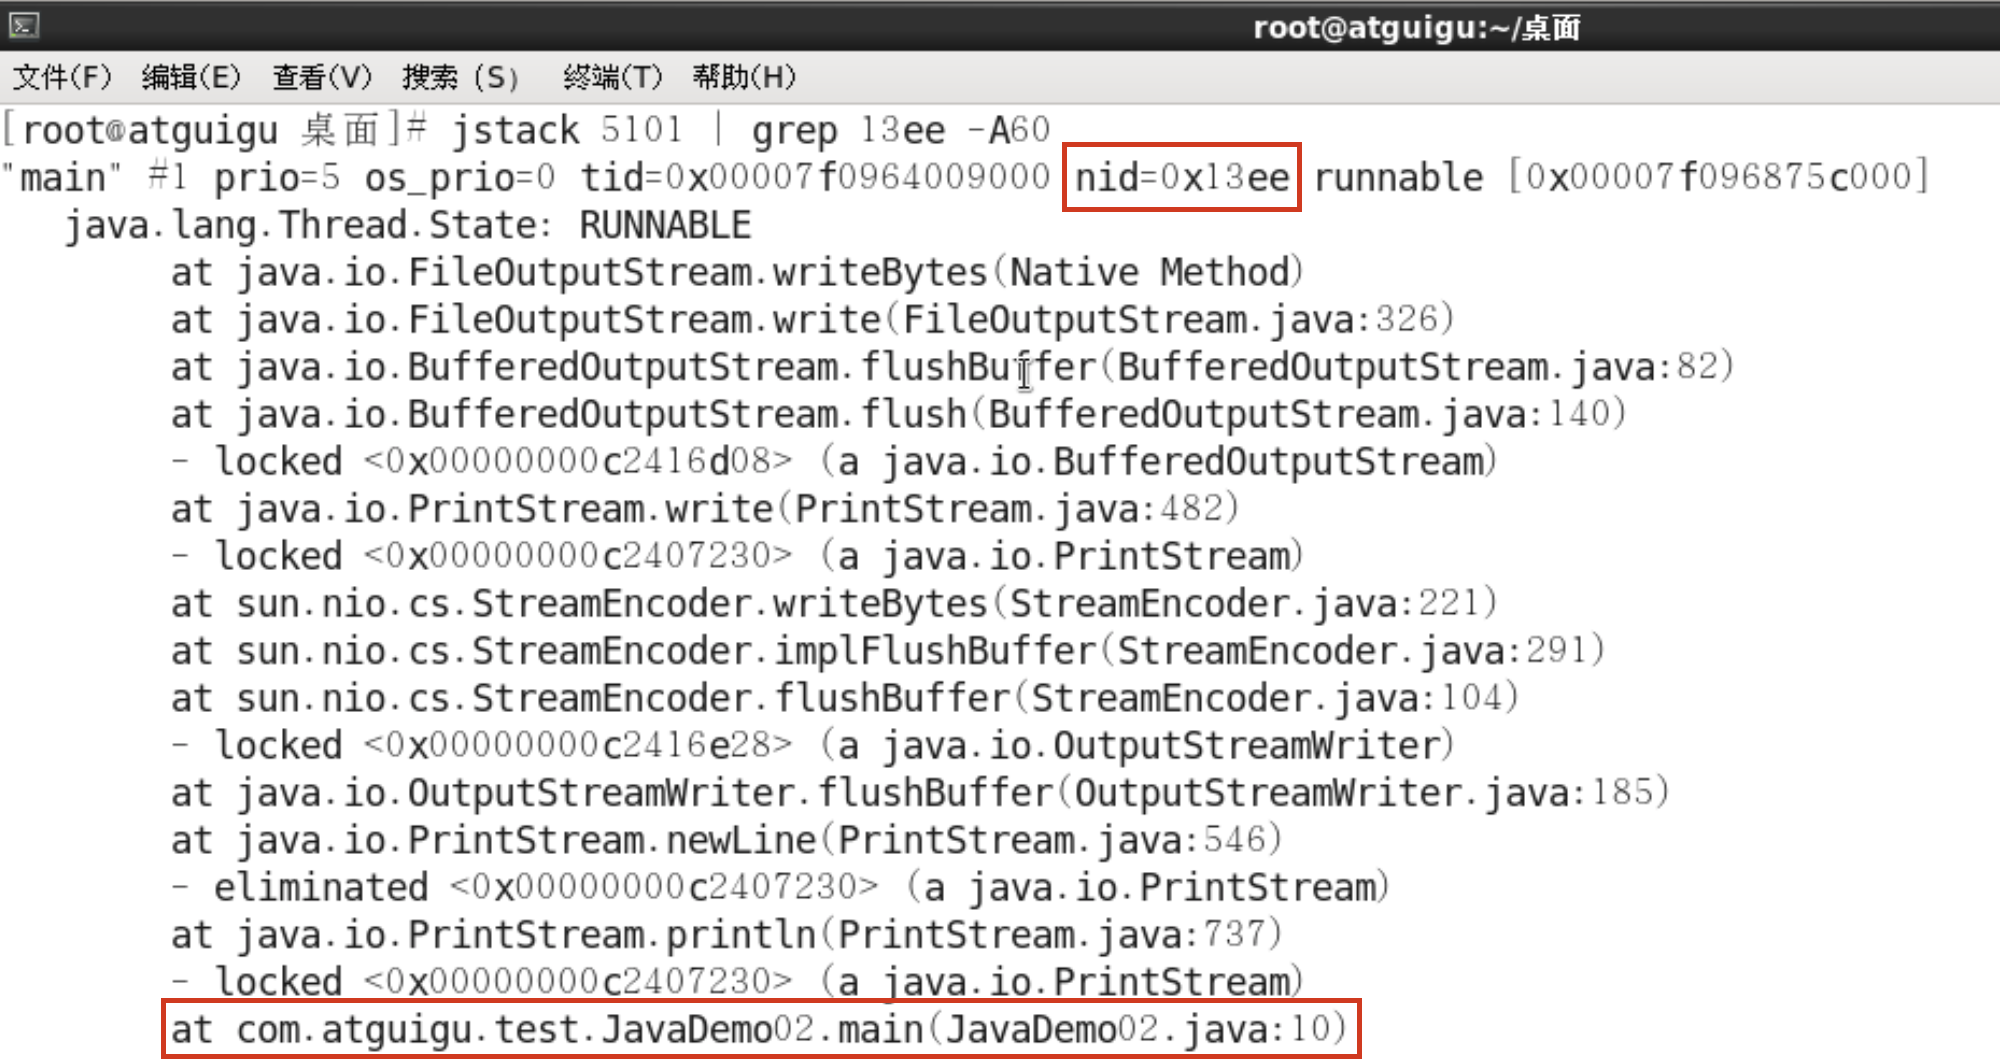 root@atguigu:~/桌面
文件(F) 编辑(E) 查看(V) 搜索 (S) 终端(T) 帮助(H)
[root@atguigu 桌面]# jstack 5101 | grep 13ee -A60
"main" #1 prio=5 os_prio=0 tid=0x00007f0964009000 nid=0x13ee runnable [0x00007f096875c000]
   java.lang.Thread.State: RUNNABLE
        at java.io.FileOutputStream.writeBytes(Native Method)
        at java.io.FileOutputStream.write(FileOutputStream.java:326)
        at java.io.BufferedOutputStream.flushBuffer(BufferedOutputStream.java:82)
        at java.io.BufferedOutputStream.flush(BufferedOutputStream.java:140)
        - locked <0x00000000c2416d08> (a java.io.BufferedOutputStream)
        at java.io.PrintStream.write(PrintStream.java:482)
        - locked <0x00000000c2407230> (a java.io.PrintStream)
        at sun.nio.cs.StreamEncoder.writeBytes(StreamEncoder.java:221)
        at sun.nio.cs.StreamEncoder.implFlushBuffer(StreamEncoder.java:291)
        at sun.nio.cs.StreamEncoder.flushBuffer(StreamEncoder.java:104)
        - locked <0x00000000c2416e28> (a java.io.OutputStreamWriter)
        at java.io.OutputStreamWriter.flushBuffer(OutputStreamWriter.java:185)
        at java.io.PrintStream.newLine(PrintStream.java:546)
        - eliminated <0x00000000c2407230> (a java.io.PrintStream)
        at java.io.PrintStream.println(PrintStream.java:737)
        - locked <0x00000000c2407230> (a java.io.PrintStream)
        at com.atguigu.test.JavaDemo02.main(JavaDemo02.java:10)